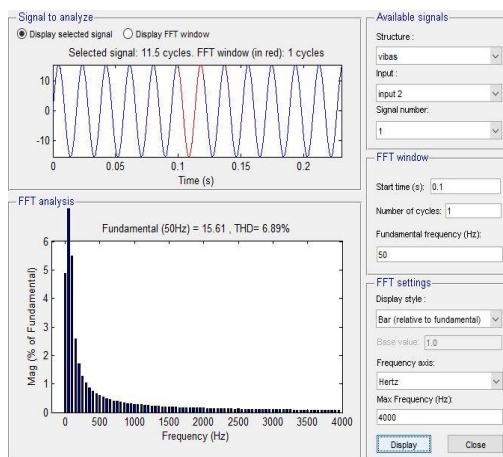 Signal to analyze
Display selected signal
Display FFT window
Selected signal: 11.5 cycles. FFT window (in red): 1 cycles
10
0
-10
0
0.05
0.1
0.15
0.2
Time (s)
FFT analysis
Fundamental (50Hz) = 15.61 , THD= 6.89%
Mag (% of Fundamental)
6
5
4
3
2
1
0
0
500
1000
1500
2000
2500
3000
3500
4000
Frequency (Hz)
Available signals
Structure :
vibas
Input :
input 2
Signal number:
1
FFT window
Start time (s): 0.1
Number of cycles: 1
Fundamental frequency (Hz):
50
FFT settings
Display style :
Bar (relative to fundamental)
Base value: 1.0
Frequency axis:
Hertz
Max Frequency (Hz):
4000
Display
Close